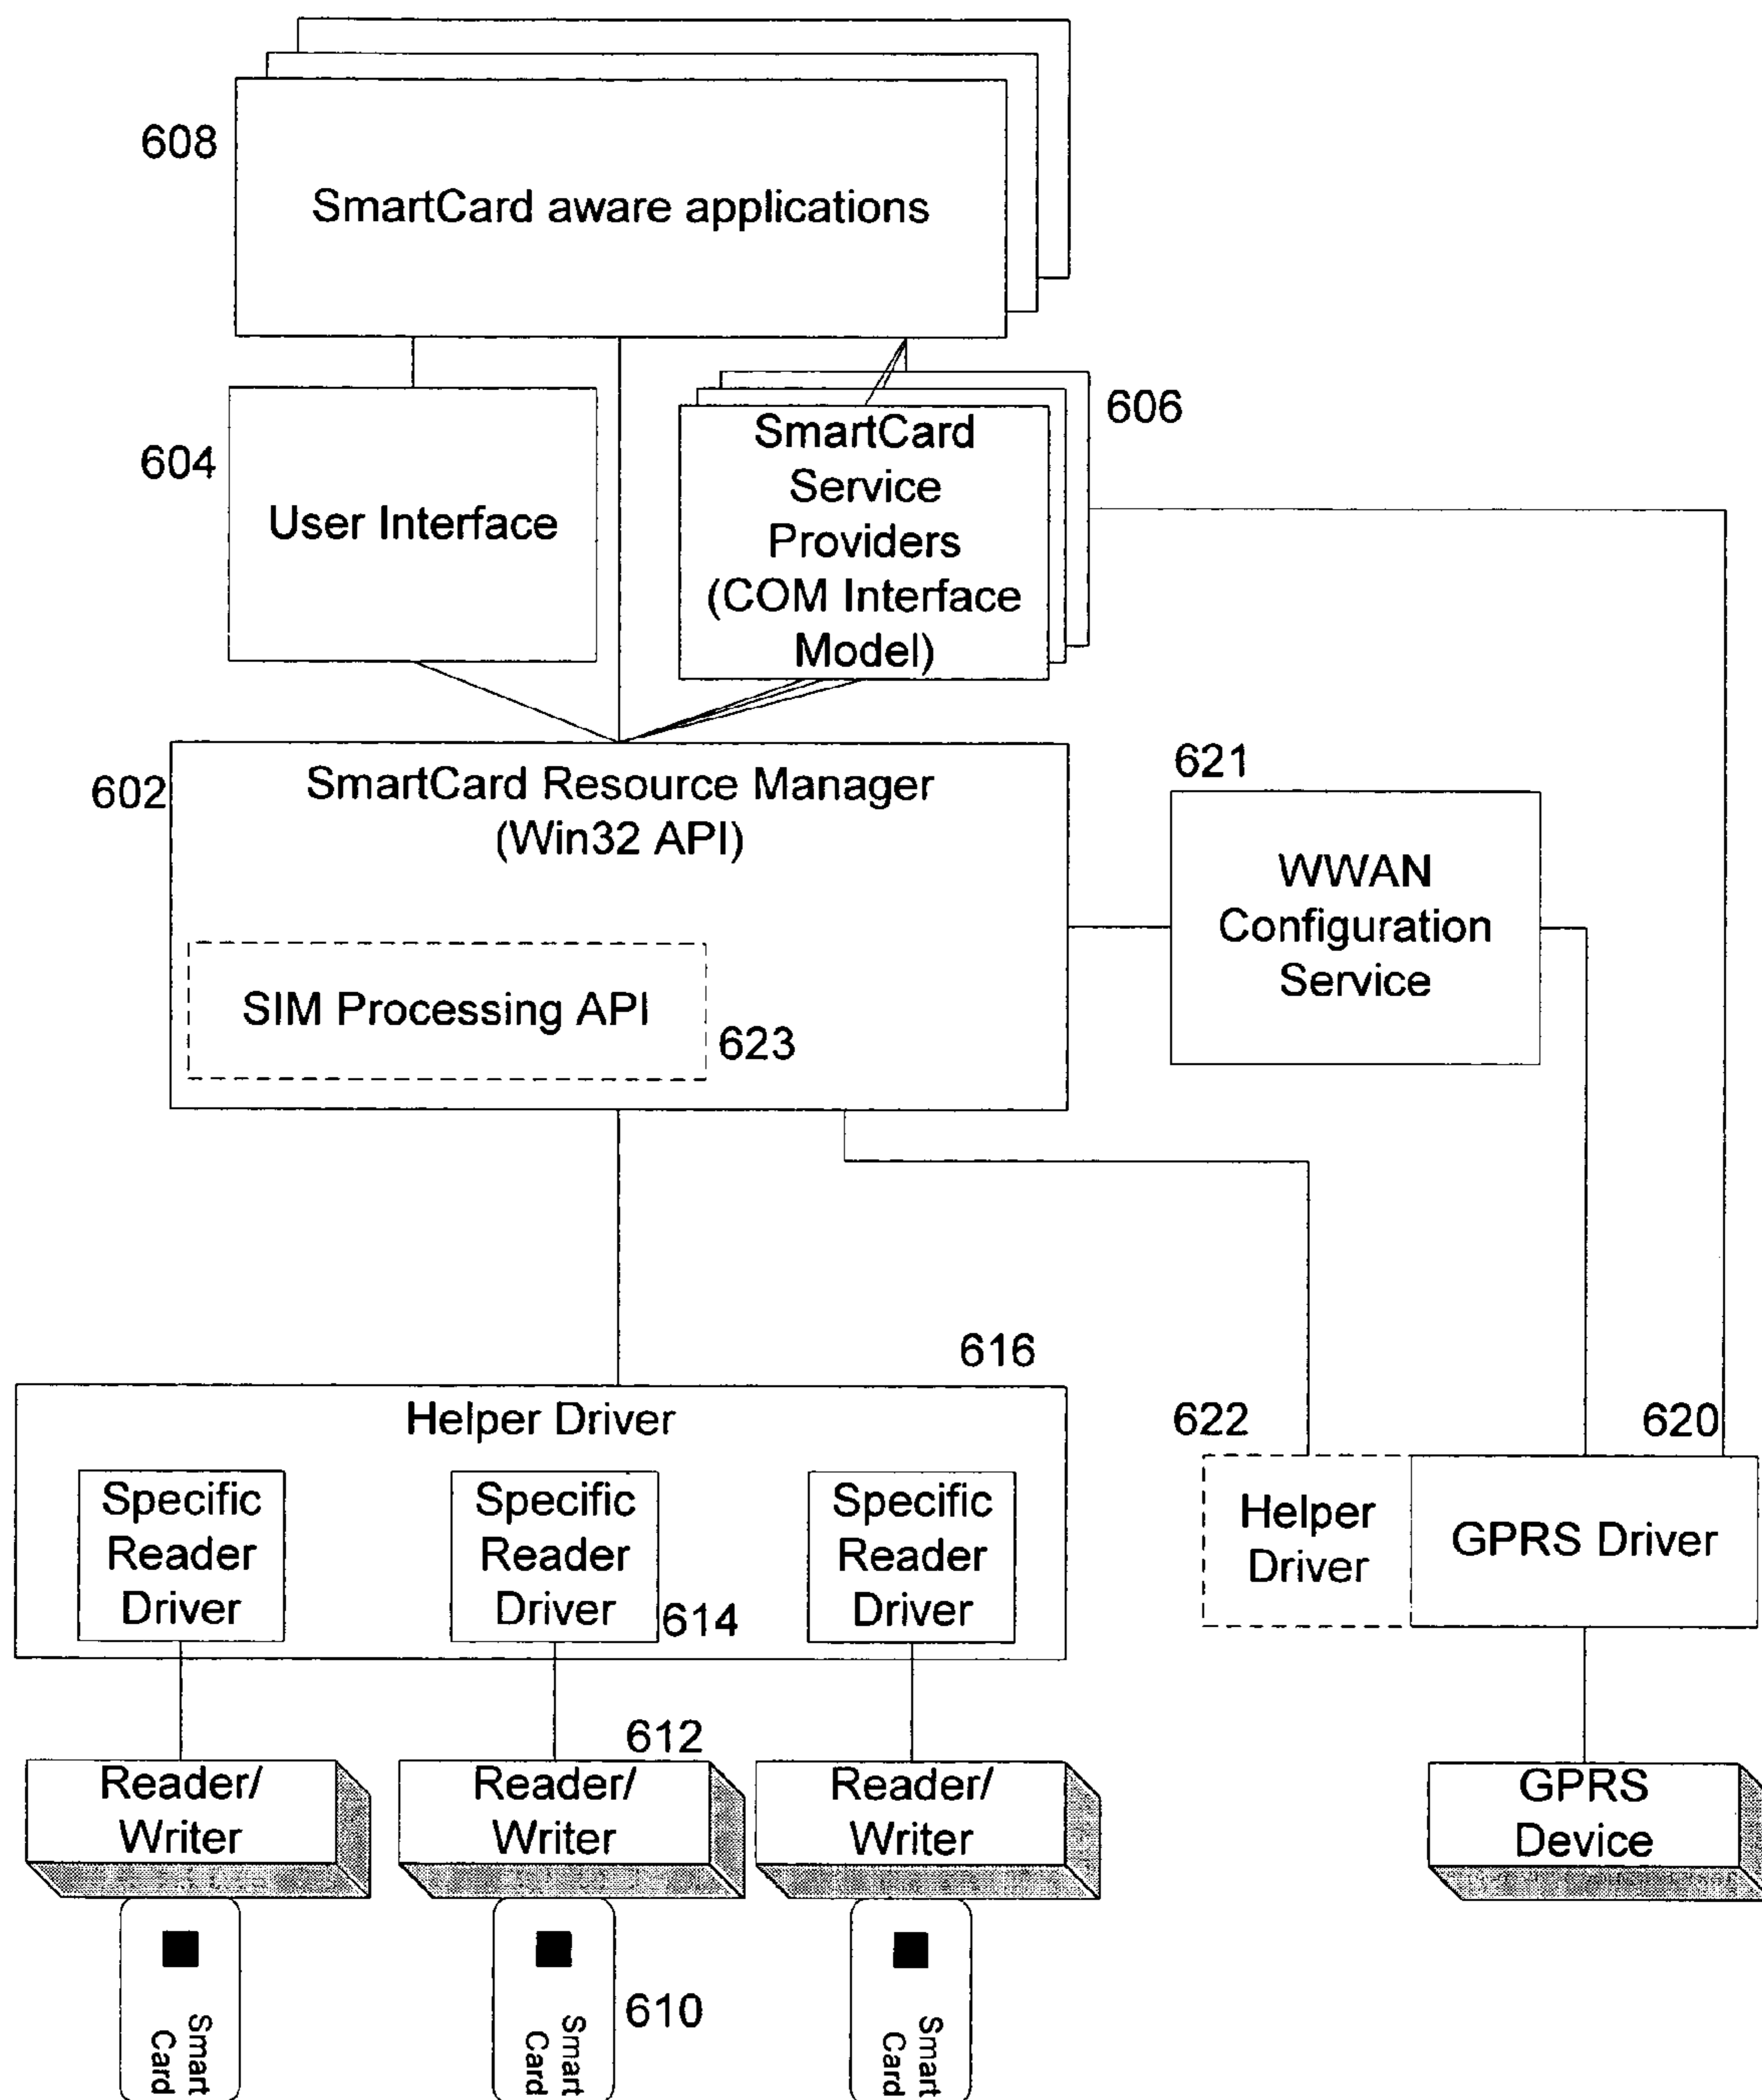 608
SmartCard aware applications
606
604
User Interface
SmartCard
Service
Providers
(COM Interface
Model)
602
SmartCard Resource Manager
(Win32 API)
621
WWAN
Configuration
Service
SIM Processing API
623
616
Helper Driver
622
620
Specific
Reader
Driver
Specific
Reader
Driver
614
Specific
Reader
Driver
Helper
Driver
GPRS Driver
612
Reader/
Writer
Reader/
Writer
Reader/
Writer
GPRS
Device
Smart
Card
Smart
Card
610
Smart
Card